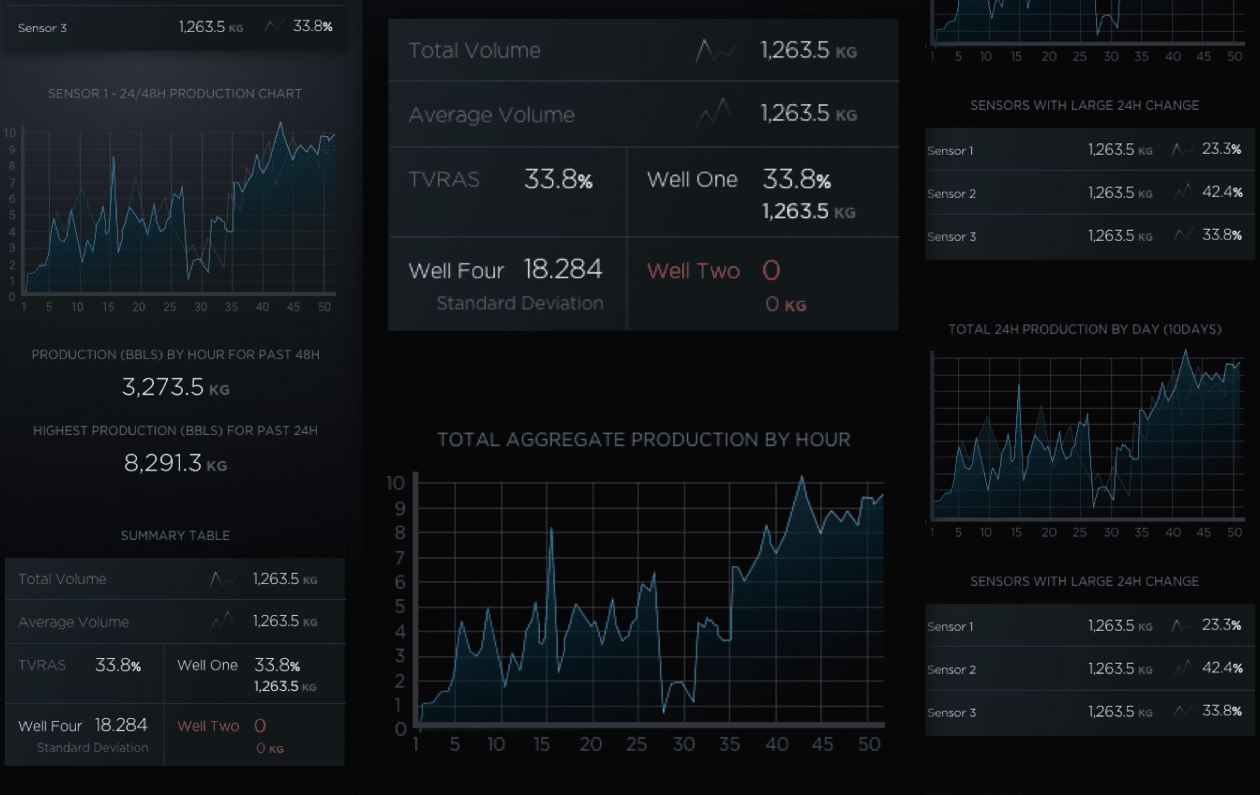 Sensor 3 1,263.5 KG 33.8%
SENSOR 1 - 24/48H PRODUCTION CHART
10
9
8
7
6
5
4
3
2
1
0
1 5 10 15 20 25 30 35 40 45 50
PRODUCTION (BBLS) BY HOUR FOR PAST 48H
3,273.5 KG
HIGHEST PRODUCTION (BBLS) FOR PAST 24H
8,291.3 KG
SUMMARY TABLE
Total Volume 1,263.5 KG
Average Volume 1,263.5 KG
TVRAS 33.8% Well One 33.8%
1,263.5 KG
Well Four 18.284 Well Two 0
Standard Deviation 0 KG
Total Volume 1,263.5 KG
Average Volume 1,263.5 KG
TVRAS 33.8% Well One 33.8%
1,263.5 KG
Well Four 18.284 Well Two 0
Standard Deviation 0 KG
TOTAL AGGREGATE PRODUCTION BY HOUR
10
9
8
7
6
5
4
3
2
1
0
1 5 10 15 20 25 30 35 40 45 50
1 5 10 15 20 25 30 35 40 45 50
SENSORS WITH LARGE 24H CHANGE
Sensor 1 1,263.5 KG 23.3%
Sensor 2 1,263.5 KG 42.4%
Sensor 3 1,263.5 KG 33.8%
TOTAL 24H PRODUCTION BY DAY (10DAYS)
1 5 10 15 20 25 30 35 40 45 50
SENSORS WITH LARGE 24H CHANGE
Sensor 1 1,263.5 KG 23.3%
Sensor 2 1,263.5 KG 42.4%
Sensor 3 1,263.5 KG 33.8%